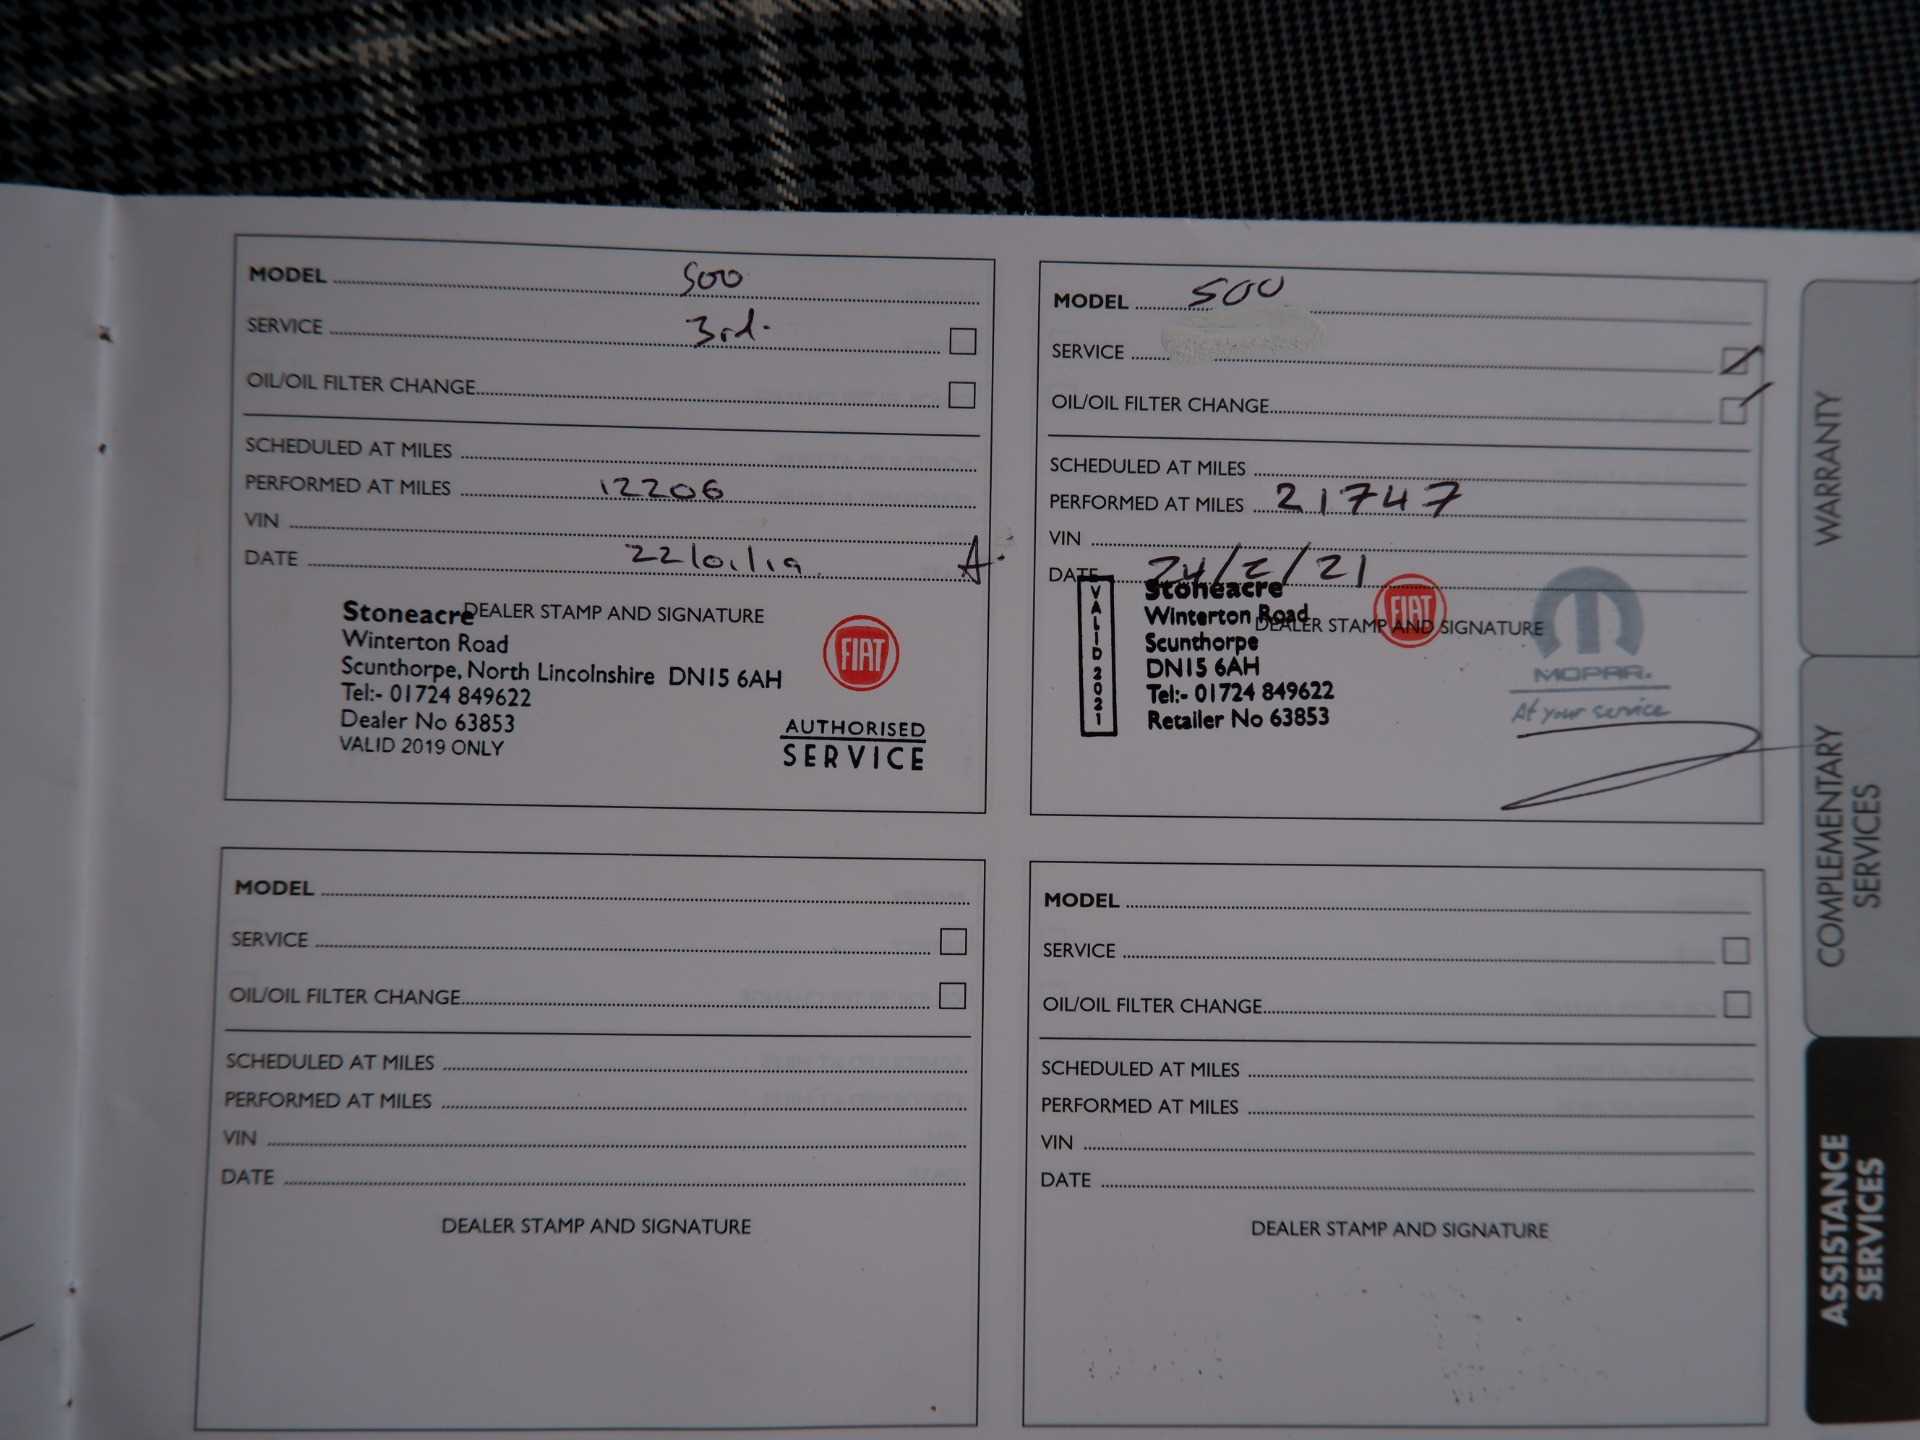 MODEL 500
SERVICE 3rd.
OIL/OIL FILTER CHANGE
SCHEDULED AT MILES
PERFORMED AT MILES 12206
VIN
DATE 22/01/19
DEALER STAMP AND SIGNATURE
Stoneacre
Winterton Road
Scunthorpe, North Lincolnshire DN15 6AH
Tel:- 01724 849622
Dealer No 63853
VALID 2019 ONLY
FIAT
AUTHORISED
SERVICE
MODEL 500
SERVICE
OIL/OIL FILTER CHANGE
SCHEDULED AT MILES
PERFORMED AT MILES 21747
VIN
DATE 24/2/21
DEALER STAMP AND SIGNATURE
VALID 2021
Stoneacre
Winterton Road
Scunthorpe
DN15 6AH
Tel:- 01724 849622
Retailer No 63853
FIAT
MOPAR.
At your service
MODEL
SERVICE
OIL/OIL FILTER CHANGE
SCHEDULED AT MILES
PERFORMED AT MILES
VIN
DATE
DEALER STAMP AND SIGNATURE
MODEL
SERVICE
OIL/OIL FILTER CHANGE
SCHEDULED AT MILES
PERFORMED AT MILES
VIN
DATE
DEALER STAMP AND SIGNATURE
WARRANTY
COMPLEMENTARY
SERVICES
ASSISTANCE
SERVICES